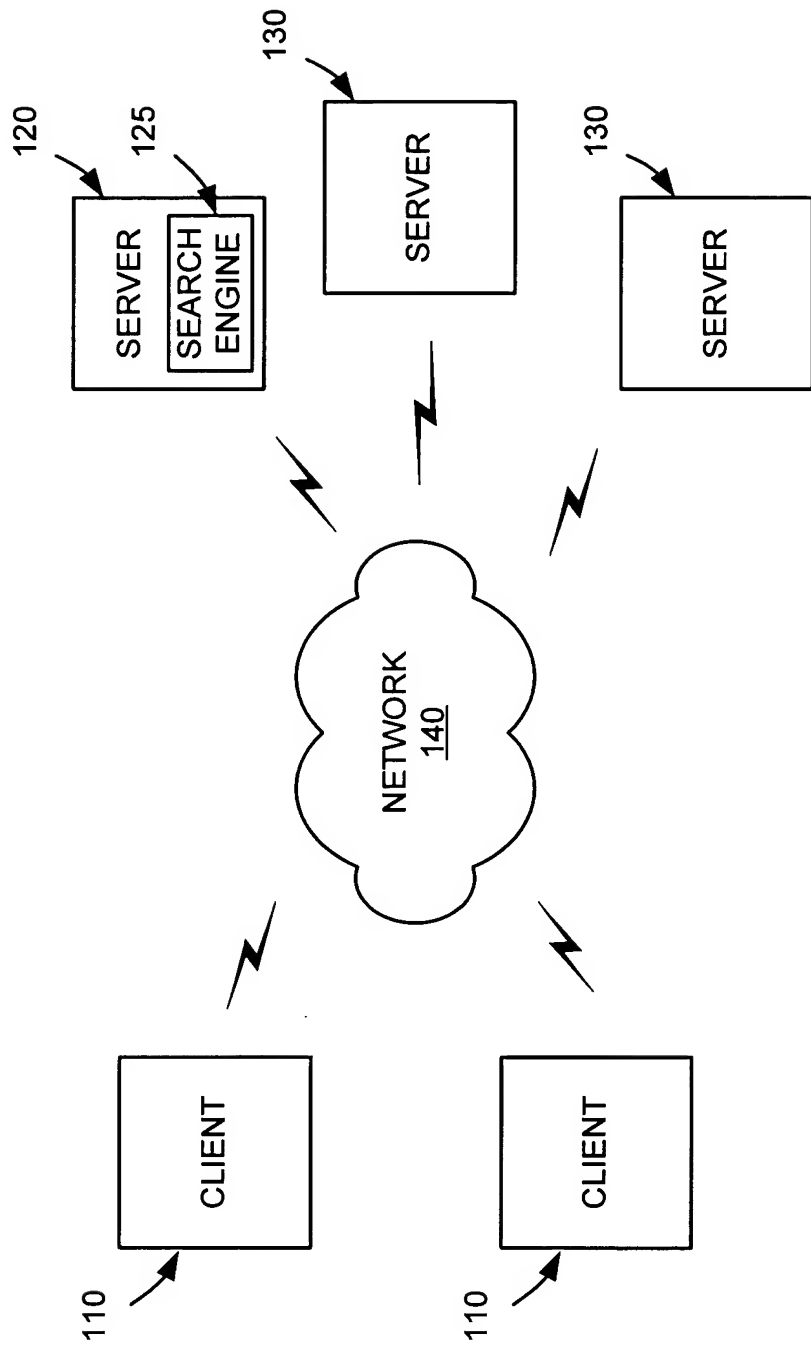 120
SERVER
125
SEARCH
ENGINE
130
SERVER
130
SERVER
NETWORK
140
CLIENT
110
CLIENT
110